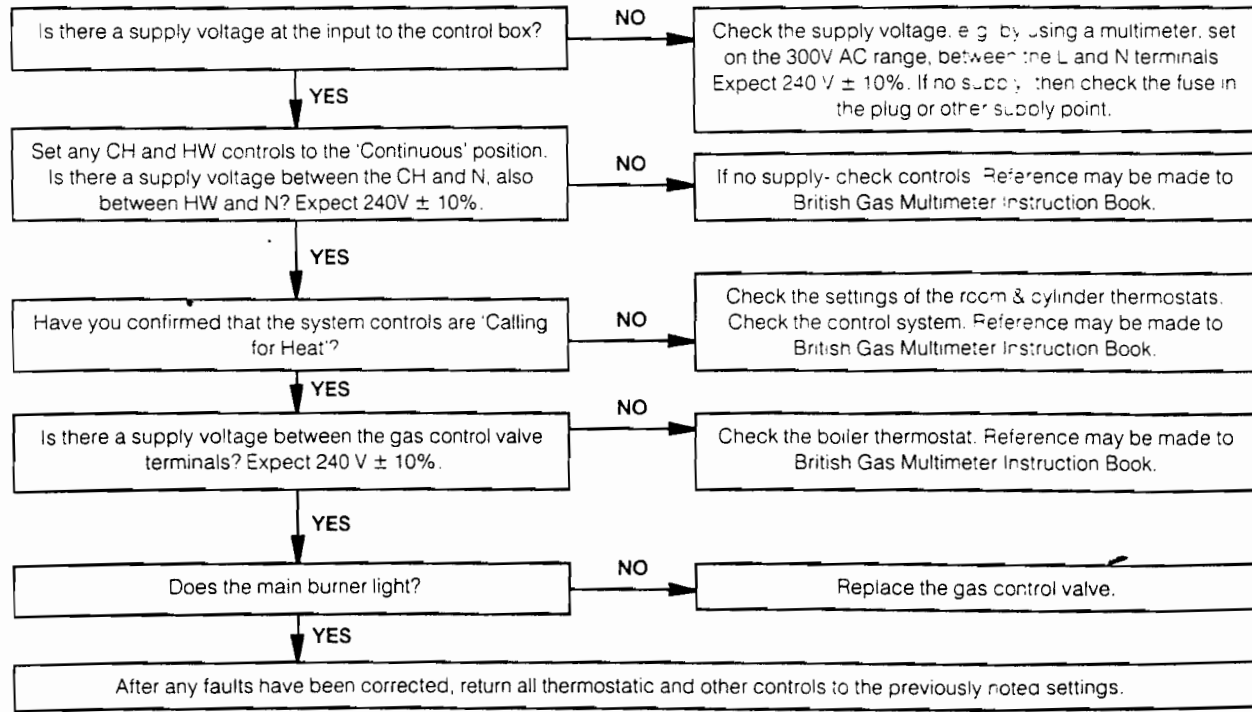 Is there a supply voltage at the input to the control box?
NO
Check the supply voltage, e.g. by using a multimeter, set
on the 300V AC range, between the L and N terminals
Expect 240 V ± 10%. If no supply, then check the fuse in
the plug or other supply point.
YES
Set any CH and HW controls to the 'Continuous' position.
Is there a supply voltage between the CH and N, also
between HW and N? Expect 240V ± 10%.
NO
If no supply- check controls. Reference may be made to
British Gas Multimeter Instruction Book.
YES
Have you confirmed that the system controls are 'Calling
for Heat'?
NO
Check the settings of the room & cylinder thermostats.
Check the control system. Reference may be made to
British Gas Multimeter Instruction Book.
YES
Is there a supply voltage between the gas control valve
terminals? Expect 240 V ± 10%.
NO
Check the boiler thermostat. Reference may be made to
British Gas Multimeter Instruction Book.
YES
Does the main burner light?
NO
Replace the gas control valve.
YES
After any faults have been corrected, return all thermostatic and other controls to the previously noted settings.